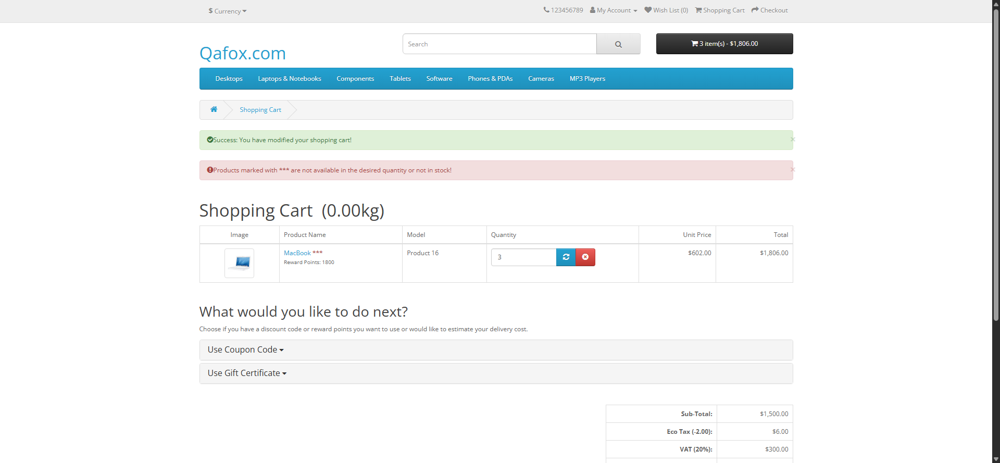 $ Currency
123456789 My Account Wish List (0) Shopping Cart Checkout
Qafox.com
Search
3 item(s) - $1,806.00
Desktops Laptops & Notebooks Components Tablets Software Phones & PDAs Cameras MP3 Players
Shopping Cart
Success: You have modified your shopping cart!
×
Products marked with *** are not available in the desired quantity or not in stock!
×
Shopping Cart (0.00kg)
Image Product Name Model Quantity Unit Price Total
MacBook *** Product 16 3 $602.00 $1,806.00
Reward Points: 1800
What would you like to do next?
Choose if you have a discount code or reward points you want to use or would like to estimate your delivery cost.
Use Coupon Code
Use Gift Certificate
Sub-Total: $1,500.00
Eco Tax (-2.00): $6.00
VAT (20%): $300.00